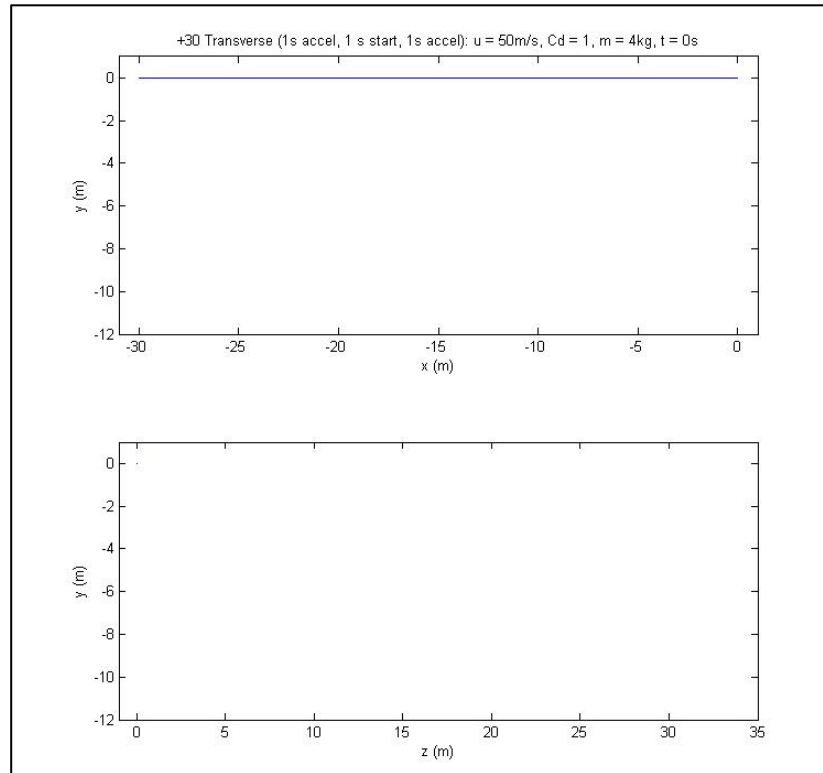 +30 Transverse (1s accel, 1 s start, 1s accel): u = 50m/s, Cd = 1, m = 4kg, t = 0s
0
-2
-4
-6
-8
-10
-12
y (m)
-30 -25 -20 -15 -10 -5 0
x (m)
0
-2
-4
-6
-8
-10
-12
y (m)
0 5 10 15 20 25 30 35
z (m)